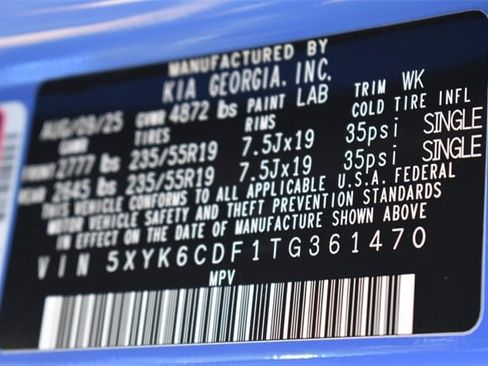 MANUFACTURED BY
KIA GEORGIA, INC.
AUG/09/25 GVWR 4872 lbs PAINT LAB TRIM WK
GAWR TIRES RIMS COLD TIRE INFL
FRONT 2777 lbs 235/55R19 7.5Jx19 35psi SINGLE
REAR 2645 lbs 235/55R19 7.5Jx19 35psi SINGLE
THIS VEHICLE CONFORMS TO ALL APPLICABLE U.S.A. FEDERAL
MOTOR VEHICLE SAFETY AND THEFT PREVENTION STANDARDS
IN EFFECT ON THE DATE OF MANUFACTURE SHOWN ABOVE
VIN 5XYK6CDF1TG361470
MPV